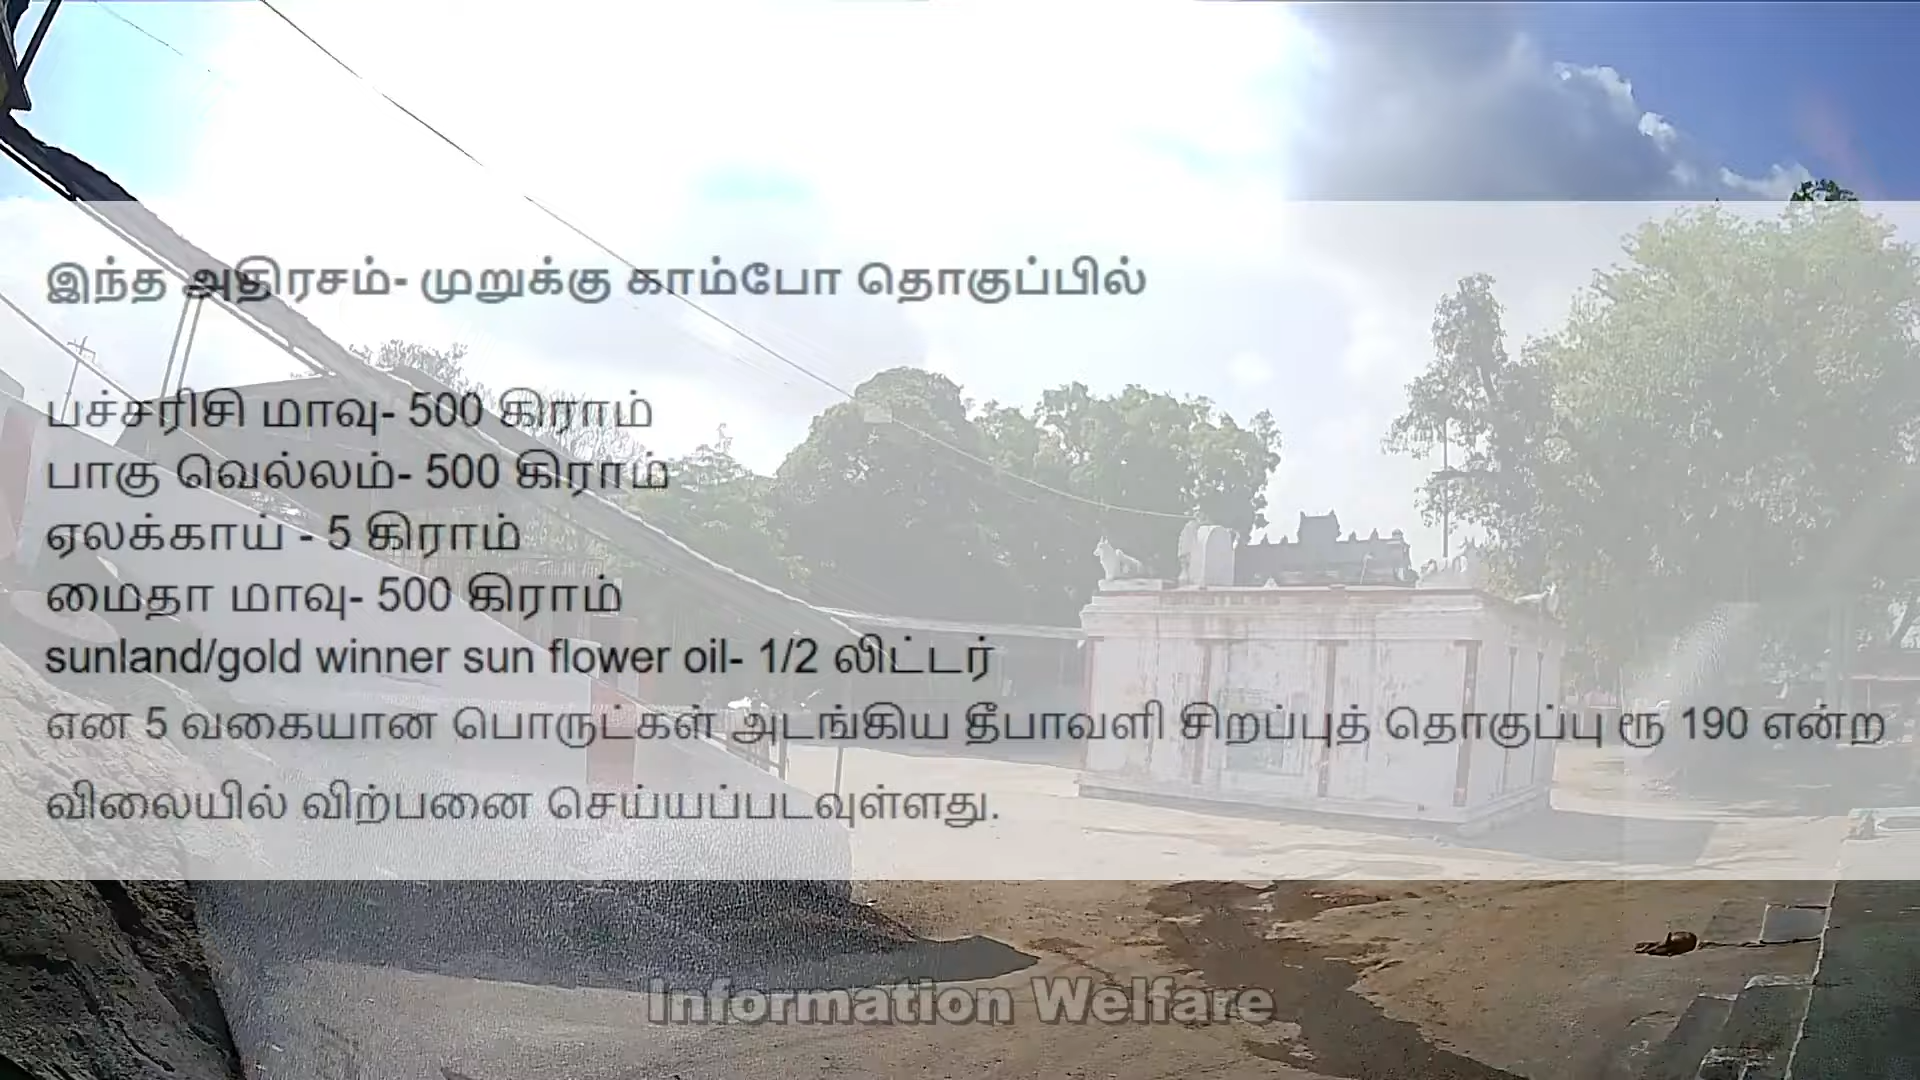 இந்த அதிரசம்- முறுக்கு காம்போ தொகுப்பில்
பச்சரிசி மாவு- 500 கிராம்
பாகு வெல்லம்- 500 கிராம்
ஏலக்காய் - 5 கிராம்
மைதா மாவு- 500 கிராம்
sunland/gold winner sun flower oil- 1/2 லிட்டர்
என 5 வகையான பொருட்கள் அடங்கிய தீபாவளி சிறப்புத் தொகுப்பு ரூ 190 என்ற
விலையில் விற்பனை செய்யப்படவுள்ளது.
Information Welfare